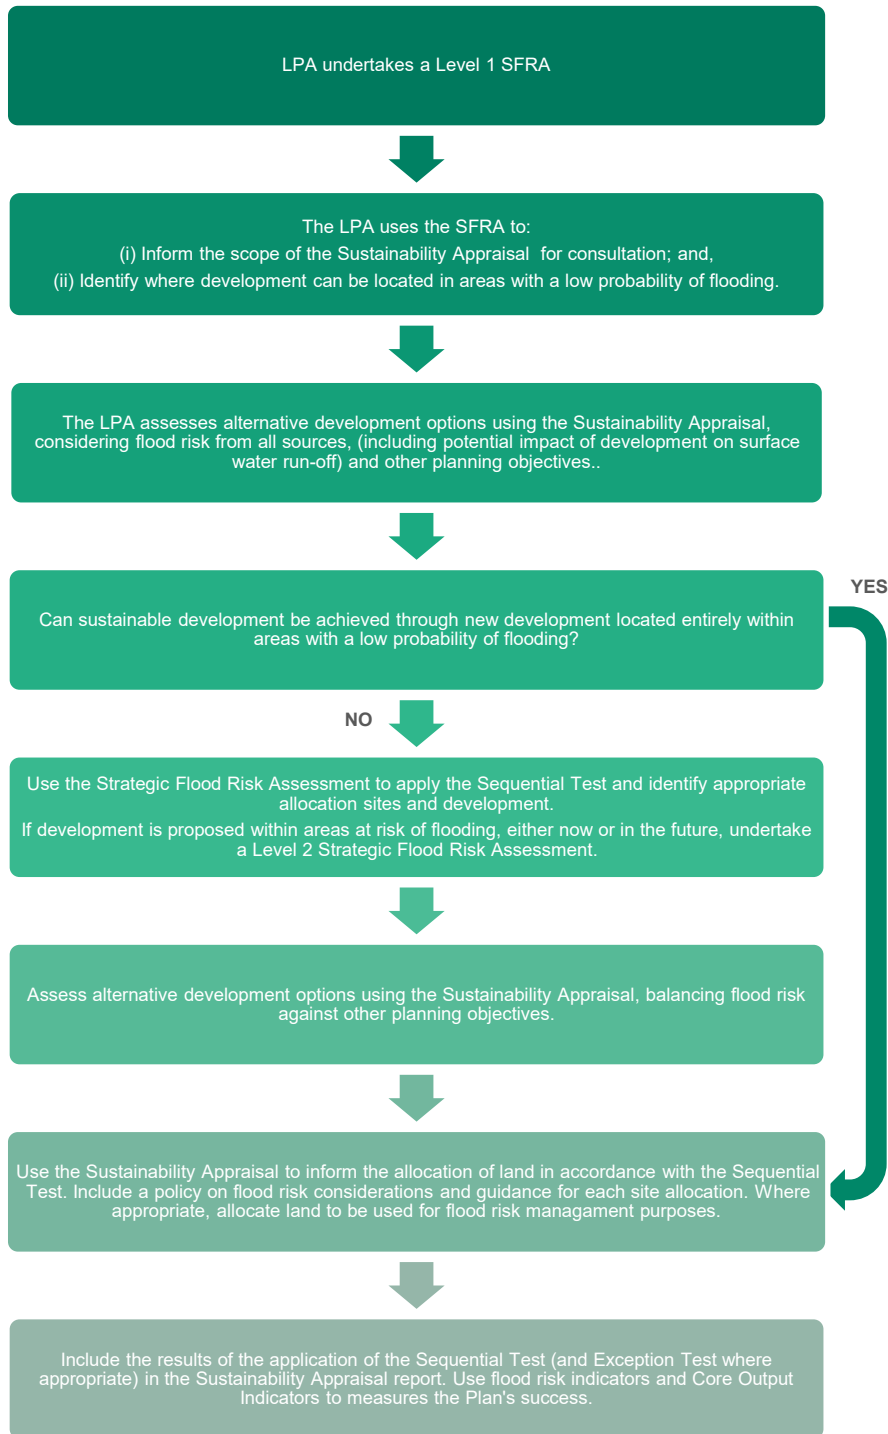 LPA undertakes a Level 1 SFRA
The LPA uses the SFRA to:
(i) Inform the scope of the Sustainability Appraisal for consultation; and,
(ii) Identify where development can be located in areas with a low probability of flooding.
The LPA assesses alternative development options using the Sustainability Appraisal,
considering flood risk from all sources, (including potential impact of development on surface
water run-off) and other planning objectives..
Can sustainable development be achieved through new development located entirely within
areas with a low probability of flooding?
YES
NO
Use the Strategic Flood Risk Assessment to apply the Sequential Test and identify appropriate
allocation sites and development.
If development is proposed within areas at risk of flooding, either now or in the future, undertake
a Level 2 Strategic Flood Risk Assessment.
Assess alternative development options using the Sustainability Appraisal, balancing flood risk
against other planning objectives.
Use the Sustainability Appraisal to inform the allocation of land in accordance with the Sequential
Test. Include a policy on flood risk considerations and guidance for each site allocation. Where
appropriate, allocate land to be used for flood risk managament purposes.
Include the results of the application of the Sequential Test (and Exception Test where
appropriate) in the Sustainability Appraisal report. Use flood risk indicators and Core Output
Indicators to measures the Plan's success.